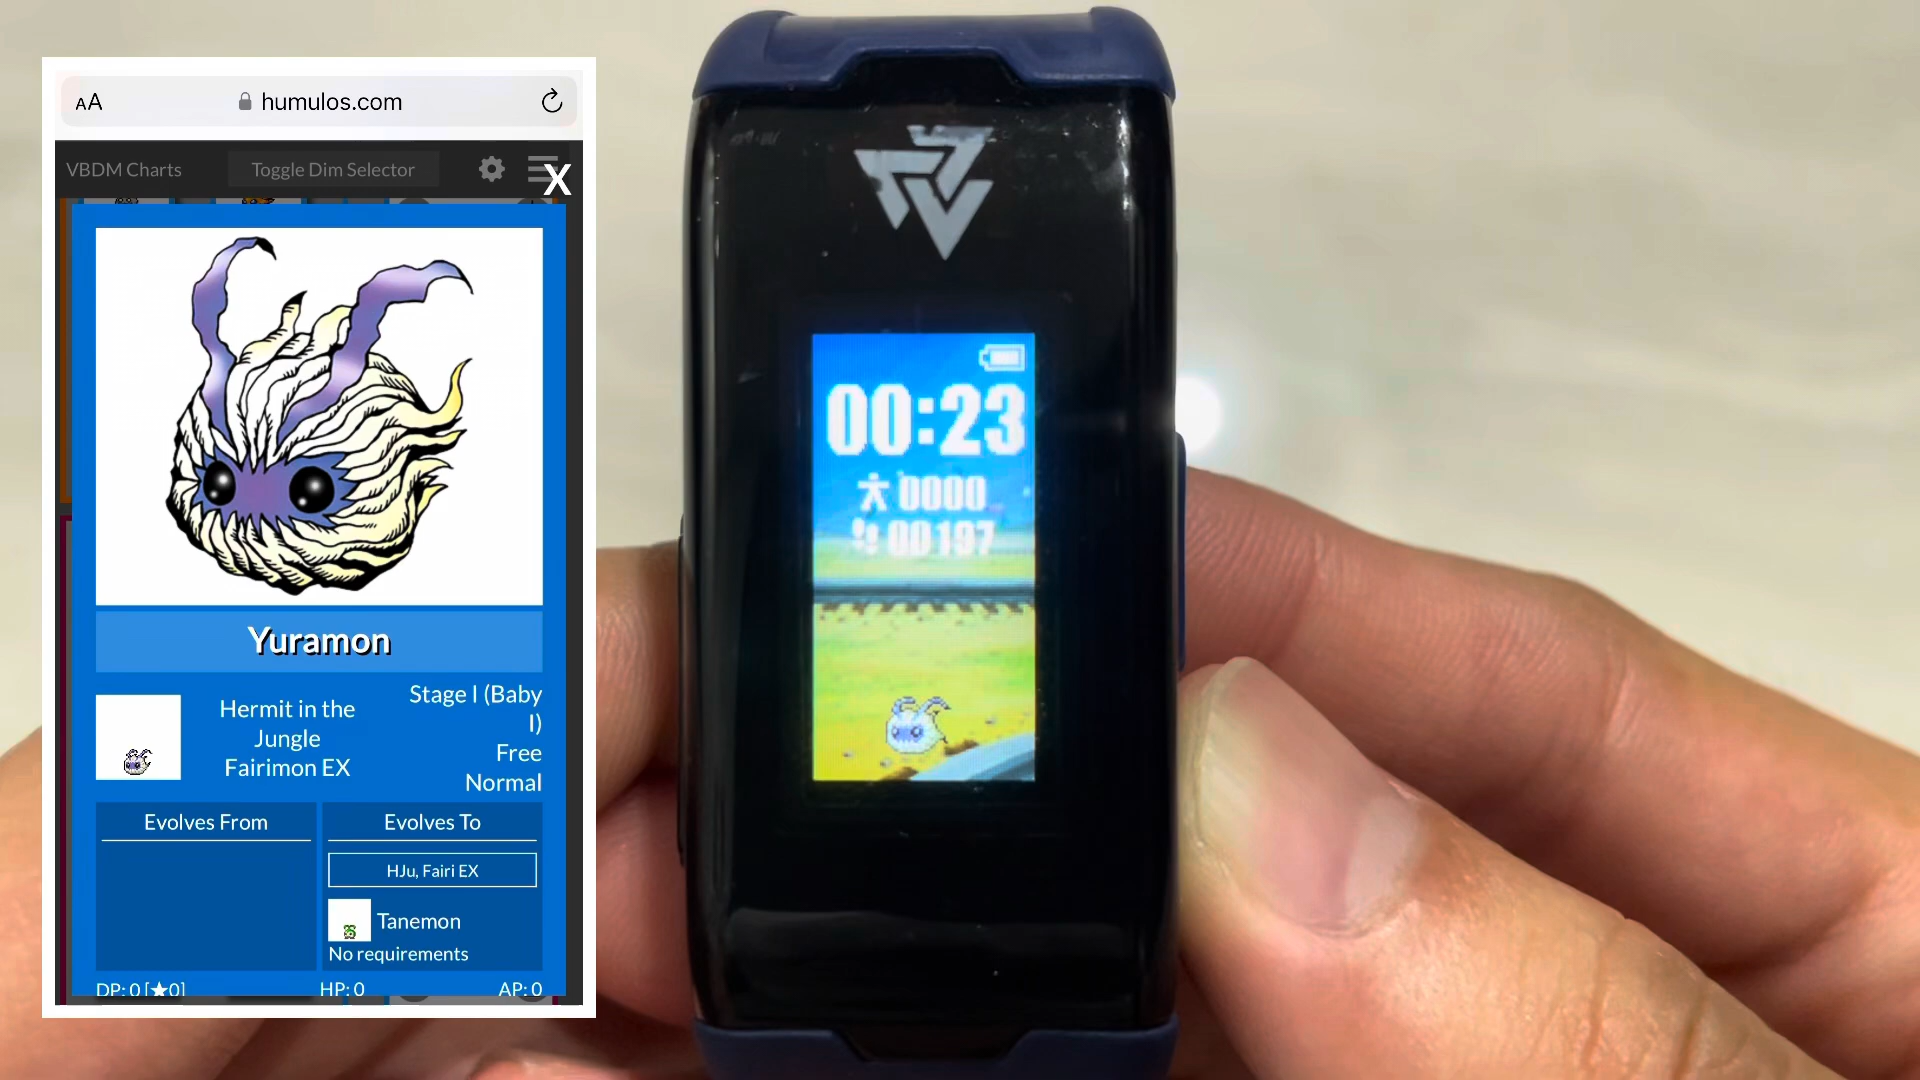 AA humulos.com
VBDM Charts Toggle Dim Selector
X
Yuramon
Hermit in the
Jungle
Fairimon EX
Stage I (Baby
I)
Free
Normal
Evolves From
Evolves To
HJu, Fairi EX
Tanemon
No requirements
DP: 0 [★0] HP: 0 AP: 0
00:23
0000
00197